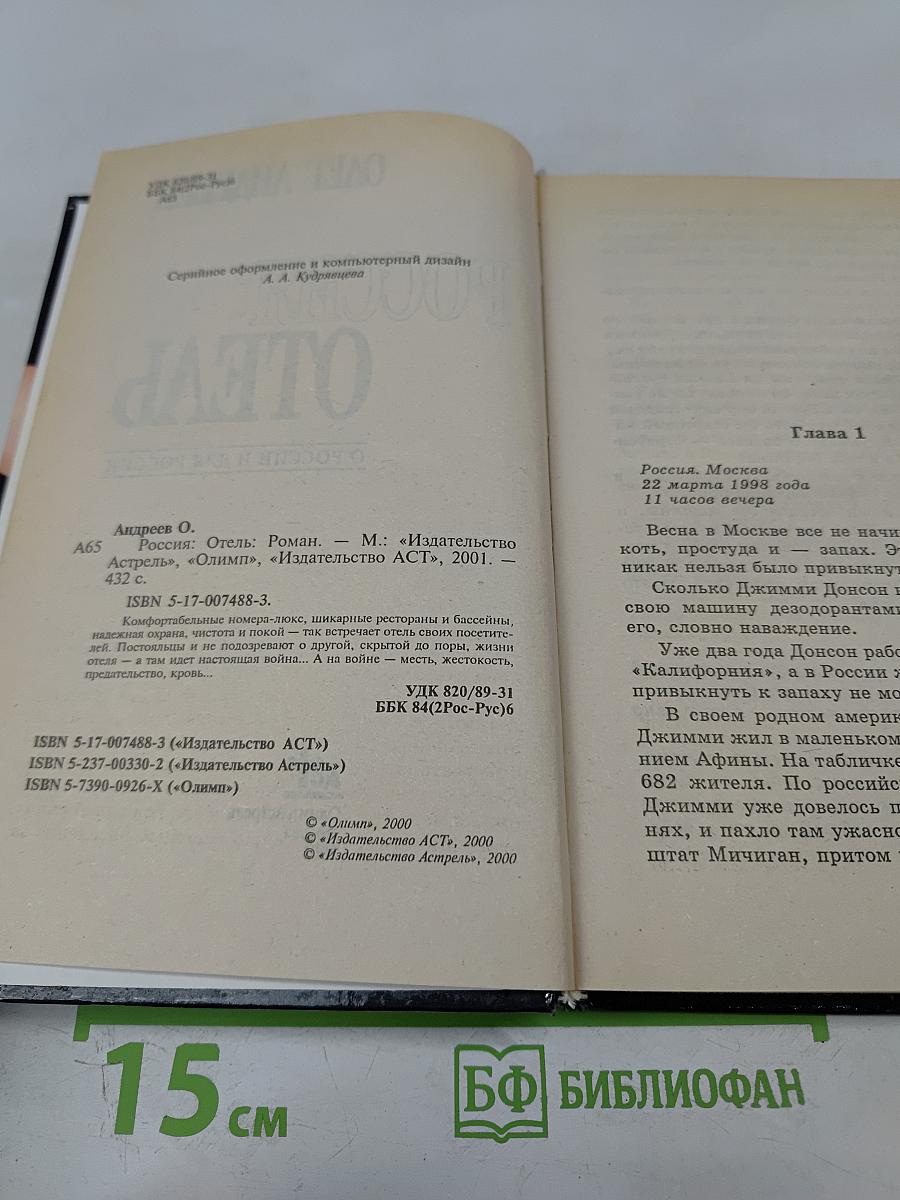 УДК 820/89-31
ББК 84(2Рос-Рус)6
А65
Серийное оформление и компьютерный дизайн
А. А. Кудрявцева
Андреев О.
А65 Россия: Отель: Роман. — М.: «Издательство
Астрель», «Олимп», «Издательство АСТ», 2001. —
432 с.
ISBN 5-17-007488-3.
Комфортабельные номера-люкс, шикарные рестораны и бассейны,
надежная охрана, чистота и покой — так встречает отель своих посетите-
лей. Постояльцы и не подозревают о другой, скрытой до поры, жизни
отеля — а там идет настоящая война... А на войне — месть, жестокость,
предательство, кровь...
УДК 820/89-31
ББК 84(2Рос-Рус)6
ISBN 5-17-007488-3 («Издательство АСТ»)
ISBN 5-237-00330-2 («Издательство Астрель»)
ISBN 5-7390-0926-Х («Олимп»)
© «Олимп», 2000
© «Издательство АСТ», 2000
© «Издательство Астрель», 2000
Глава 1
Россия. Москва
22 марта 1998 года
11 часов вечера
Весна в Москве все не начи
коть, простуда и — запах. Э
никак нельзя было привыкнут
Сколько Джимми Донсон н
свою машину дезодорантам
его, словно наваждение.
Уже два года Донсон рабо
«Калифорния», а в России ж
привыкнуть к запаху не мо
В своем родном америк
Джимми жил в маленьком
нием Афины. На табличке
682 жителя. По российс
Джимми уже довелось п
нях, и пахло там ужасно
штат Мичиган, притом
15 см
БФ БИБЛИОФАН